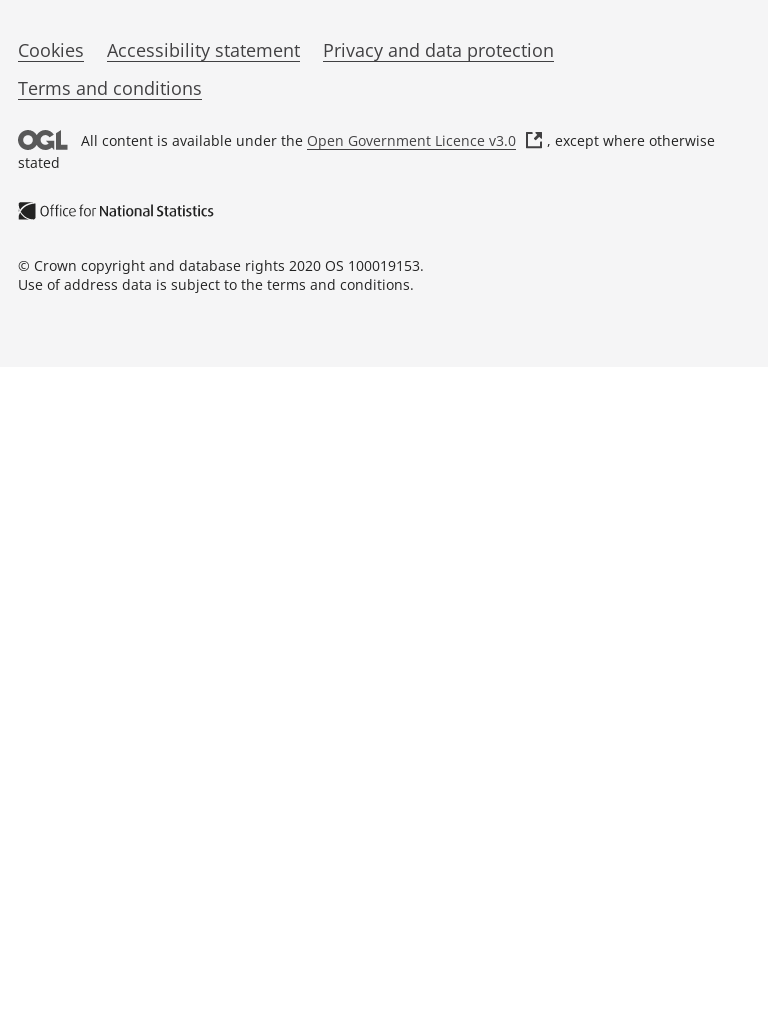 Cookies Accessibility statement Privacy and data protection
Terms and conditions
OGL All content is available under the Open Government Licence v3.0 , except where otherwise
stated
Office for National Statistics
© Crown copyright and database rights 2020 OS 100019153.
Use of address data is subject to the terms and conditions.